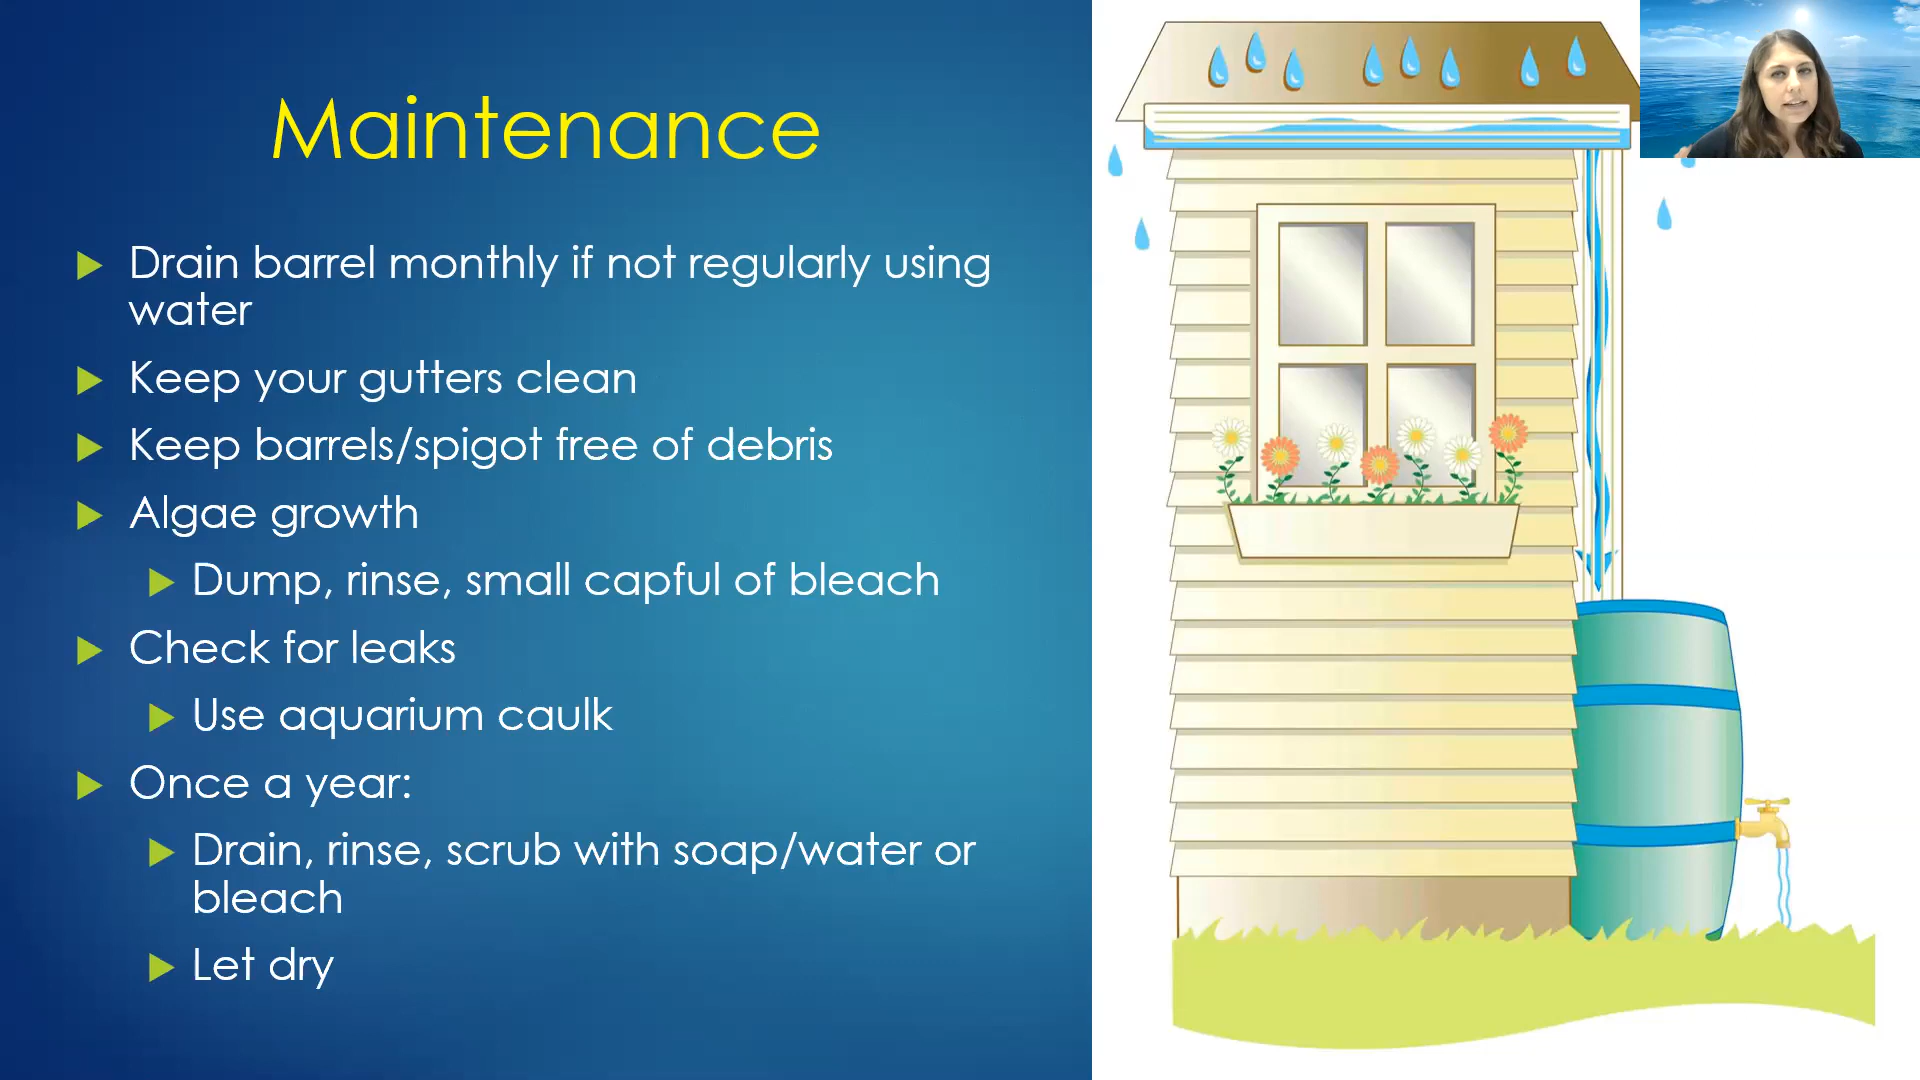 Maintenance
Drain barrel monthly if not regularly using
water
Keep your gutters clean
Keep barrels/spigot free of debris
Algae growth
Dump, rinse, small capful of bleach
Check for leaks
Use aquarium caulk
Once a year:
Drain, rinse, scrub with soap/water or
bleach
Let dry